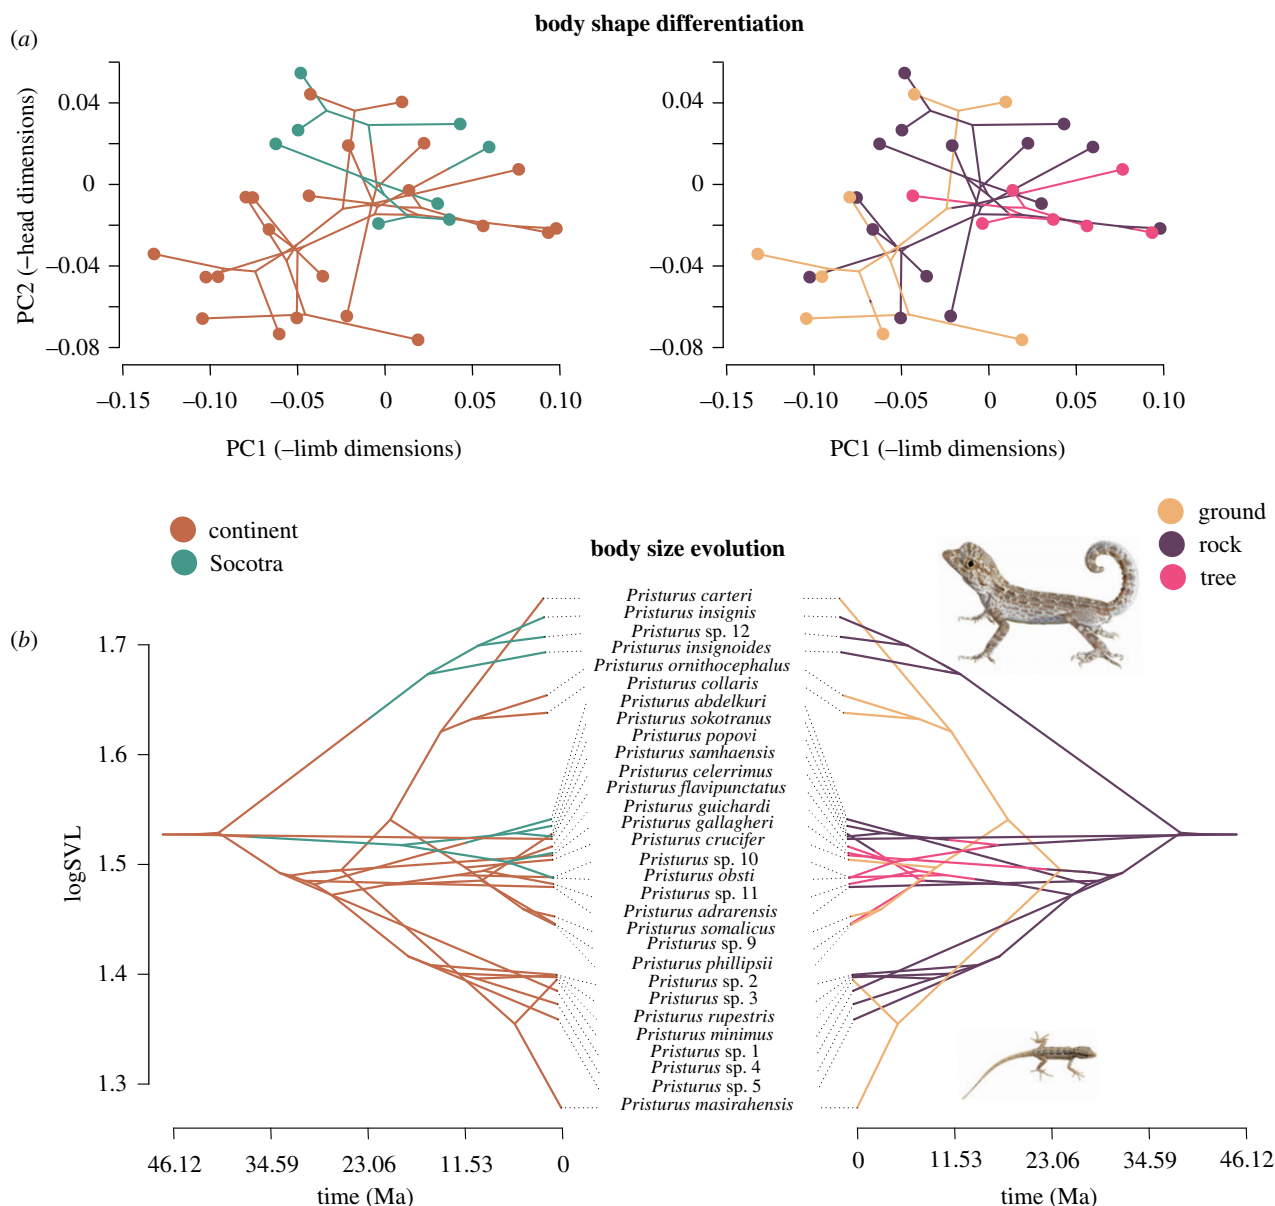 body shape differentiation
(a)
PC2 (–head dimensions)
0.04
0
–0.04
–0.08
–0.15 –0.10 –0.05 0 0.05 0.10
PC1 (–limb dimensions)
0.04
0
–0.04
–0.08
–0.15 –0.10 –0.05 0 0.05 0.10
PC1 (–limb dimensions)
continent
Socotra
ground
rock
tree
body size evolution
(b)
logSVL
1.7
1.6
1.5
1.4
1.3
Pristurus carteri
Pristurus insignis
Pristurus sp. 12
Pristurus insignoides
Pristurus ornithocephalus
Pristurus collaris
Pristurus abdelkuri
Pristurus sokotranus
Pristurus popovi
Pristurus samhaensis
Pristurus celerrimus
Pristurus flavipunctatus
Pristurus guichardi
Pristurus gallagheri
Pristurus crucifer
Pristurus sp. 10
Pristurus obsti
Pristurus sp. 11
Pristurus adrarensis
Pristurus somalicus
Pristurus sp. 9
Pristurus phillipsii
Pristurus sp. 2
Pristurus sp. 3
Pristurus rupestris
Pristurus minimus
Pristurus sp. 1
Pristurus sp. 4
Pristurus sp. 5
Pristurus masirahensis
46.12 34.59 23.06 11.53 0
time (Ma)
0 11.53 23.06 34.59 46.12
time (Ma)